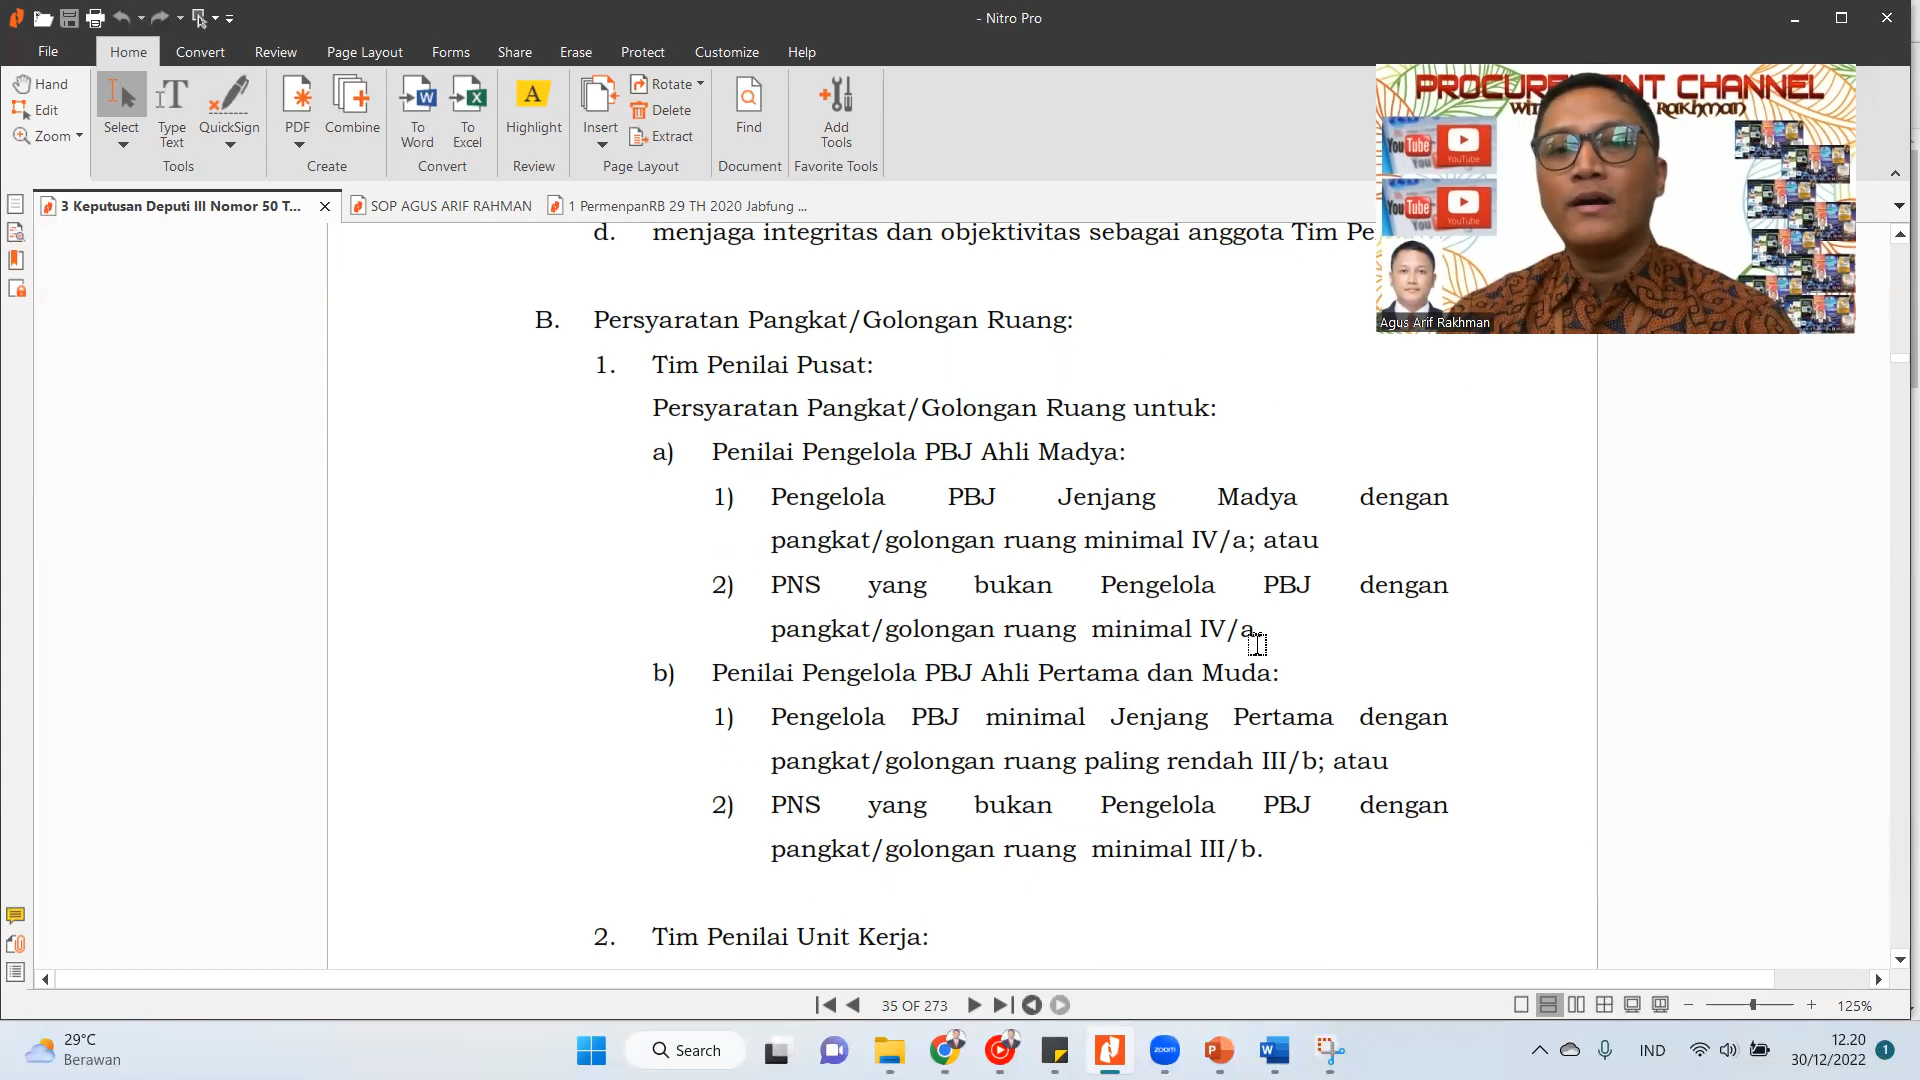 - Nitro Pro
File
Home
Convert
Review
Page Layout
Forms
Share
Erase
Protect
Customize
Help
Hand
Edit
Zoom
Select
Type Text
QuickSign
Tools
PDF
Combine
Create
To Word
To Excel
Convert
A
Highlight
Review
Insert
Rotate
Delete
Extract
Page Layout
Find
Document
Add Tools
Favorite Tools
PROCUREMENT CHANNEL
RAKHMAN
YouTube
YouTube
Agus Arif Rakhman
3 Keputusan Deputi III Nomor 50 T...
SOP AGUS ARIF RAHMAN
1 PermenpanRB 29 TH 2020 Jabfung ...
d. menjaga integritas dan objektivitas sebagai anggota Tim Pe
B. Persyaratan Pangkat/Golongan Ruang:
1. Tim Penilai Pusat:
Persyaratan Pangkat/Golongan Ruang untuk:
a) Penilai Pengelola PBJ Ahli Madya:
1) Pengelola PBJ Jenjang Madya dengan
pangkat/golongan ruang minimal IV/a; atau
2) PNS yang bukan Pengelola PBJ dengan
pangkat/golongan ruang minimal IV/a
b) Penilai Pengelola PBJ Ahli Pertama dan Muda:
1) Pengelola PBJ minimal Jenjang Pertama dengan
pangkat/golongan ruang paling rendah III/b; atau
2) PNS yang bukan Pengelola PBJ dengan
pangkat/golongan ruang minimal III/b.
2. Tim Penilai Unit Kerja:
35 OF 273
125%
29°C
Berawan
Search
zoom
IND
12.20
30/12/2022
1